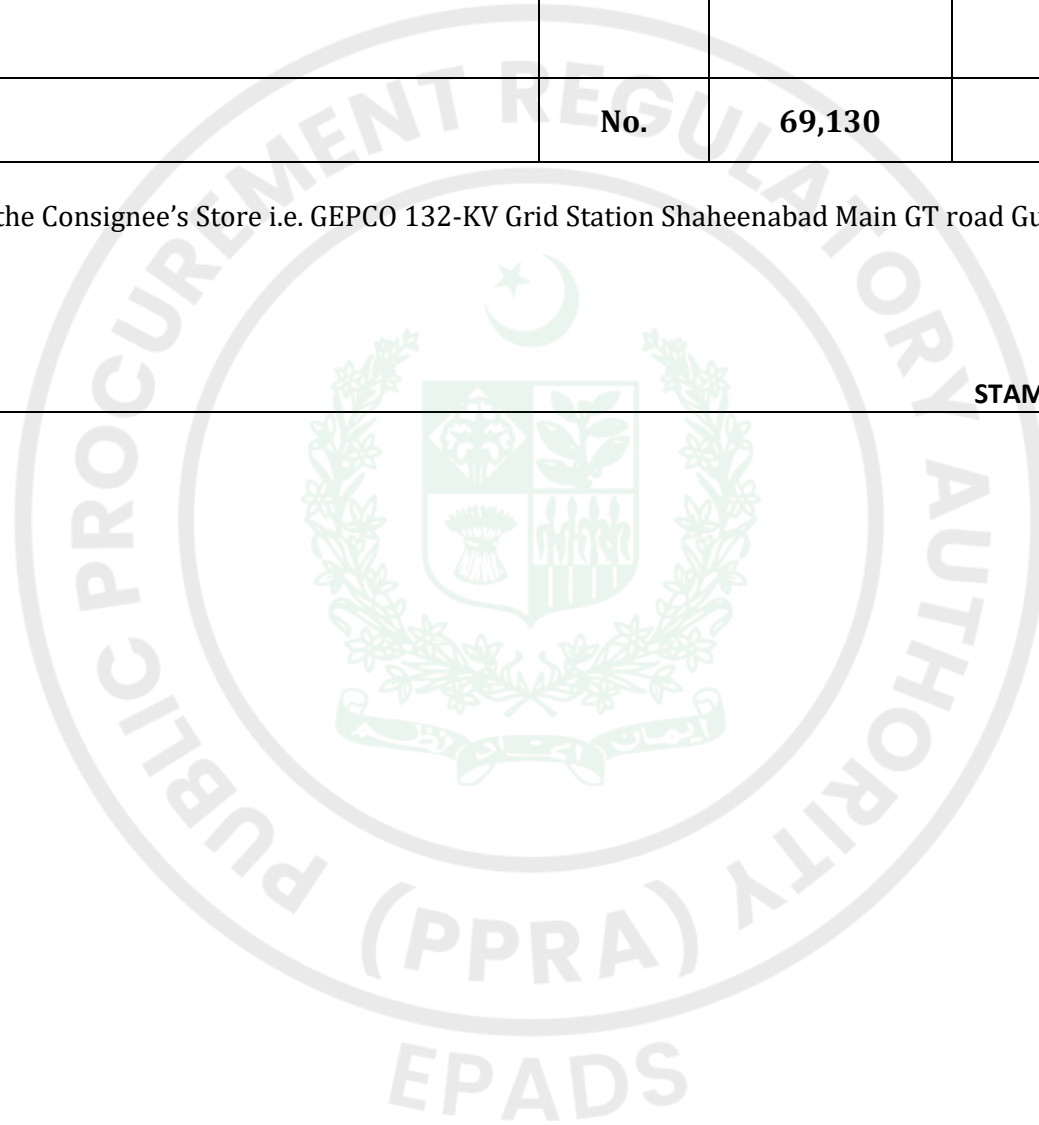 No. 69,130
the Consignee’s Store i.e. GEPCO 132-KV Grid Station Shaheenabad Main GT road Gu
STAM
PUBLIC PROCUREMENT REGULATORY AUTHORITY
(PPRA)
EPADS